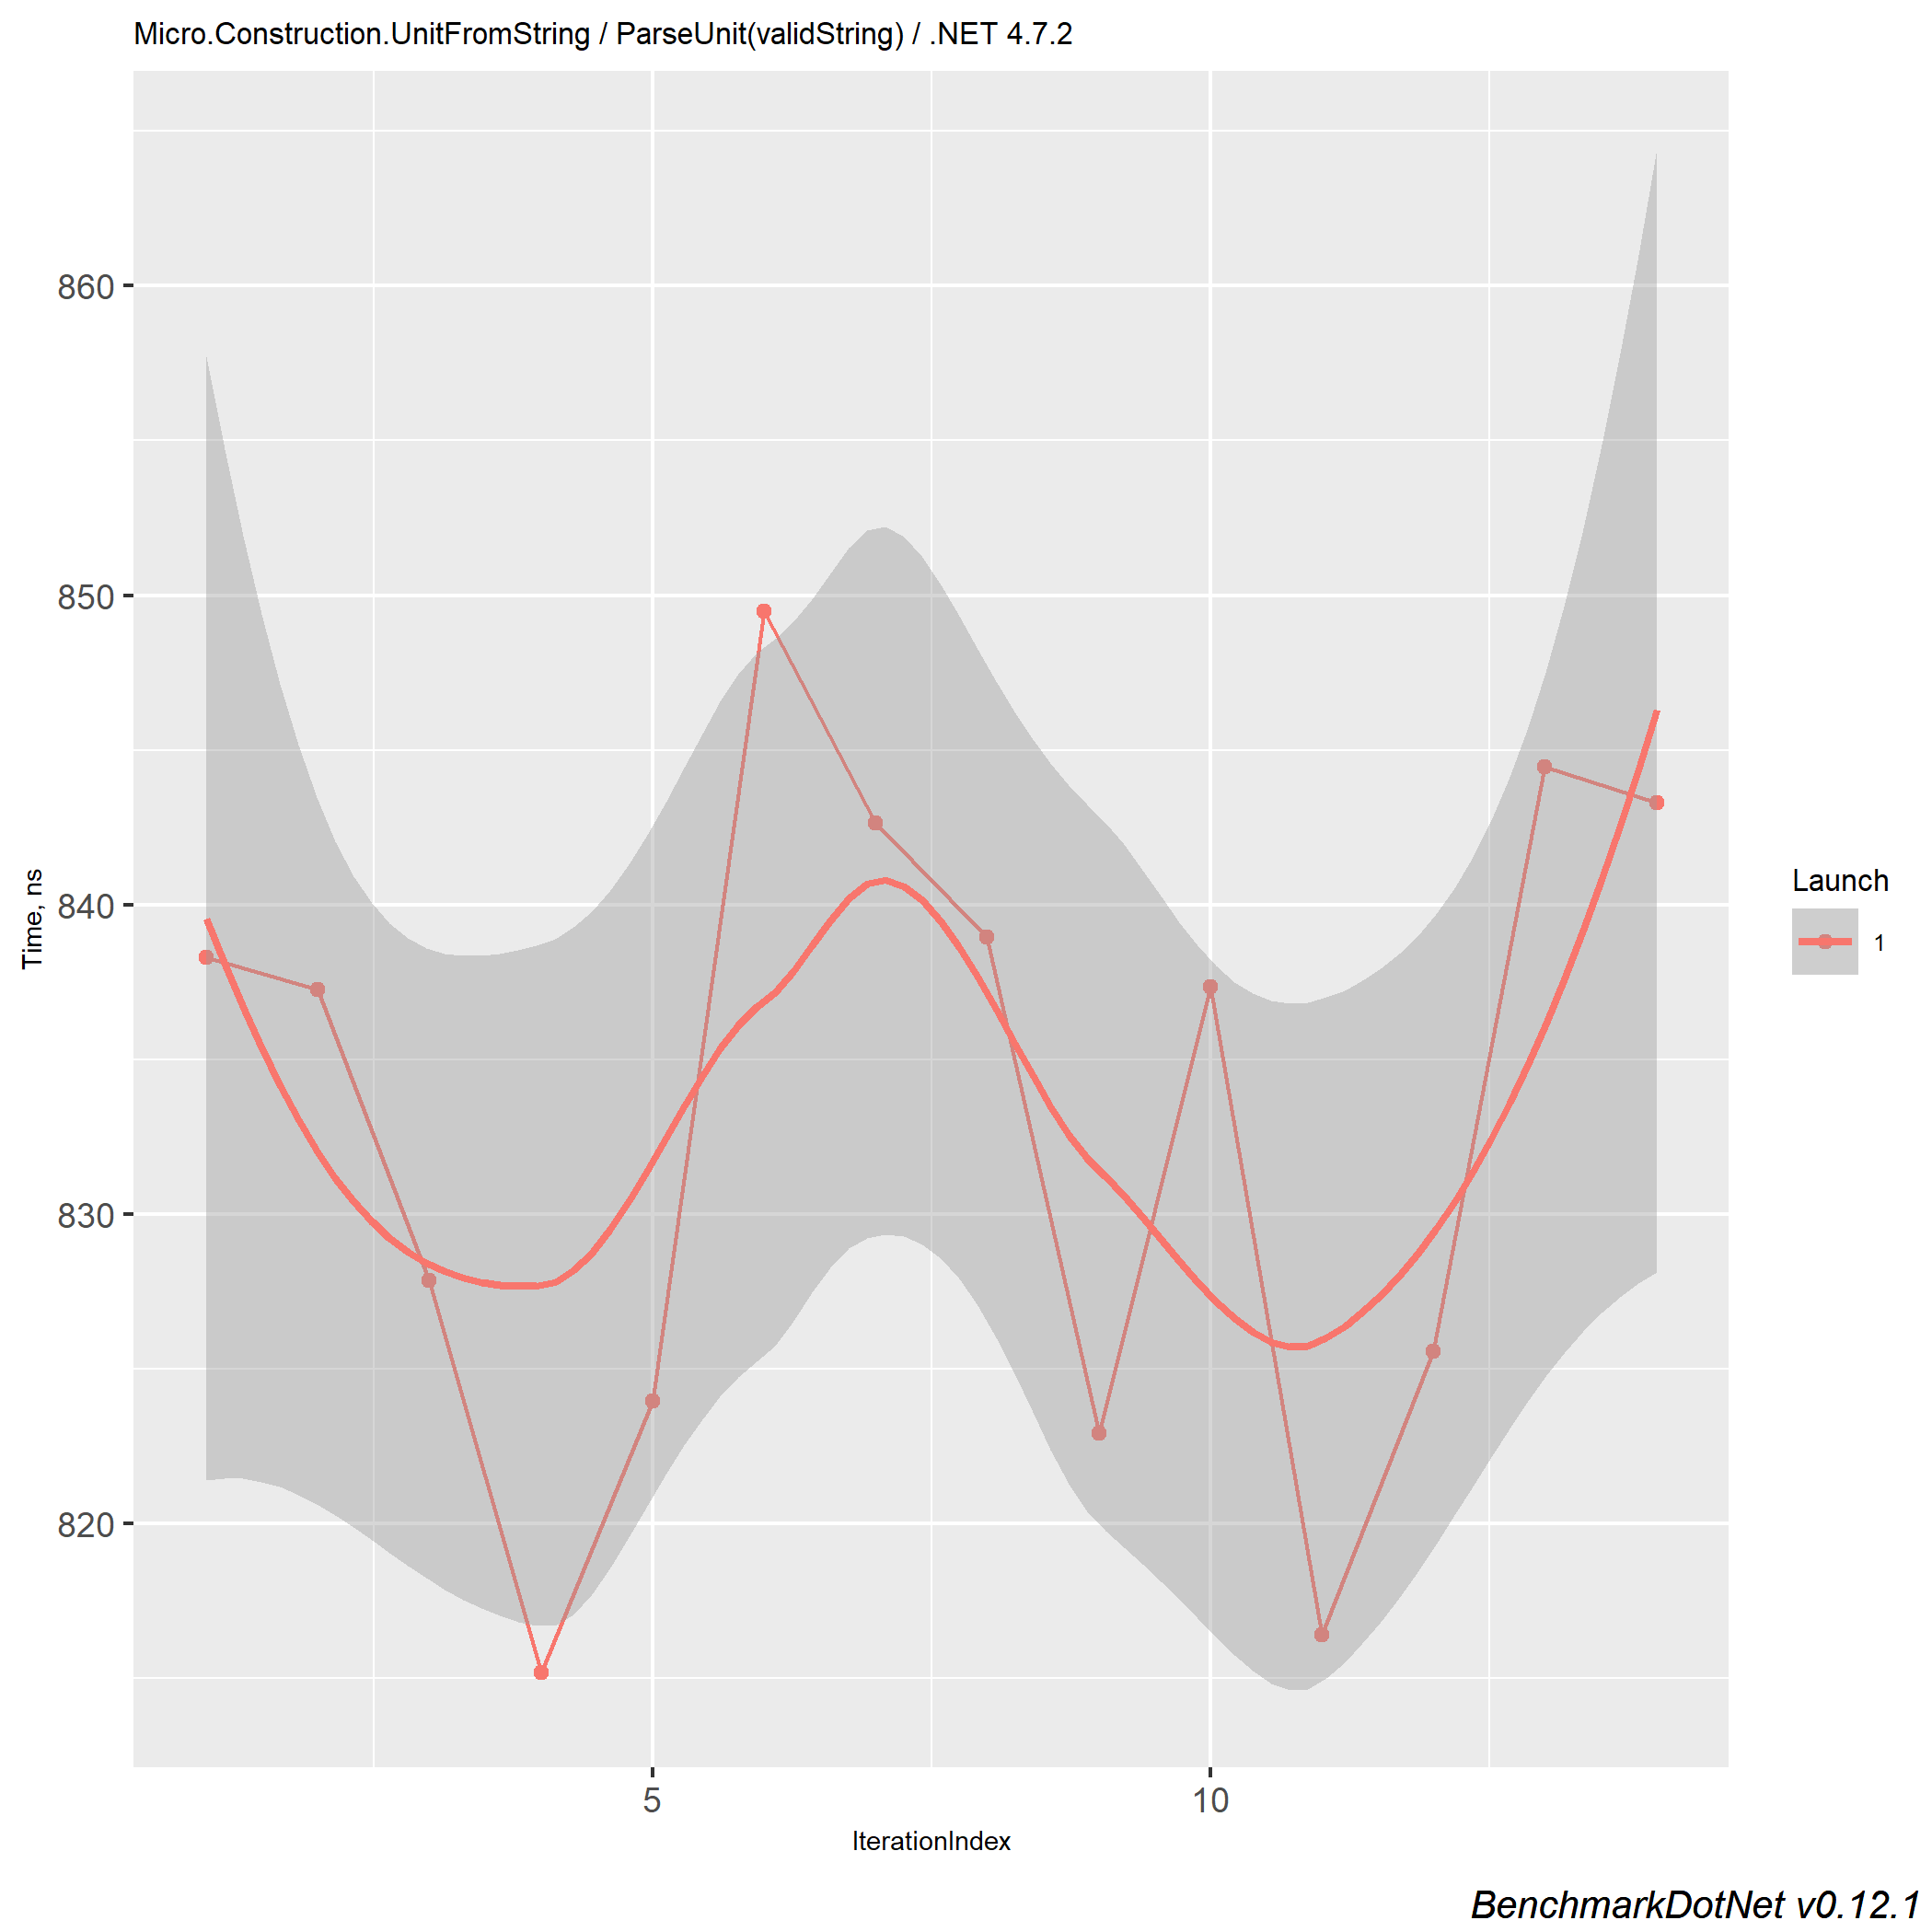 Micro.Construction.UnitFromString / ParseUnit(validString) / .NET 4.7.2
860
850
840
830
820
Time, ns
5
10
IterationIndex
Launch
1
BenchmarkDotNet v0.12.1